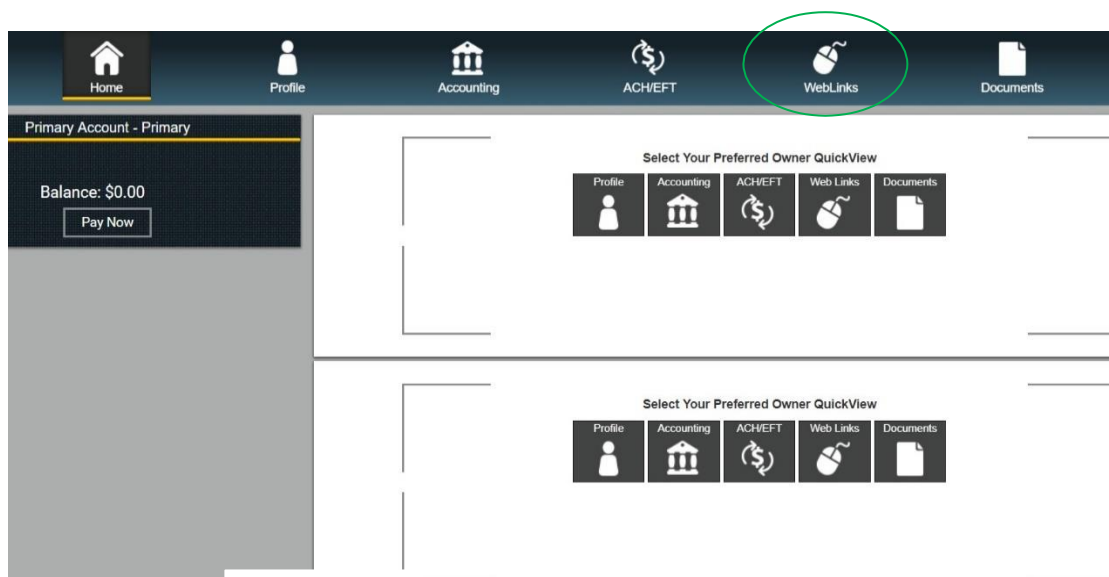 Home Profile Accounting ACH/EFT WebLinks Documents
Primary Account - Primary
Balance: $0.00
Pay Now
Select Your Preferred Owner QuickView
Profile Accounting ACH/EFT Web Links Documents
Select Your Preferred Owner QuickView
Profile Accounting ACH/EFT Web Links Documents